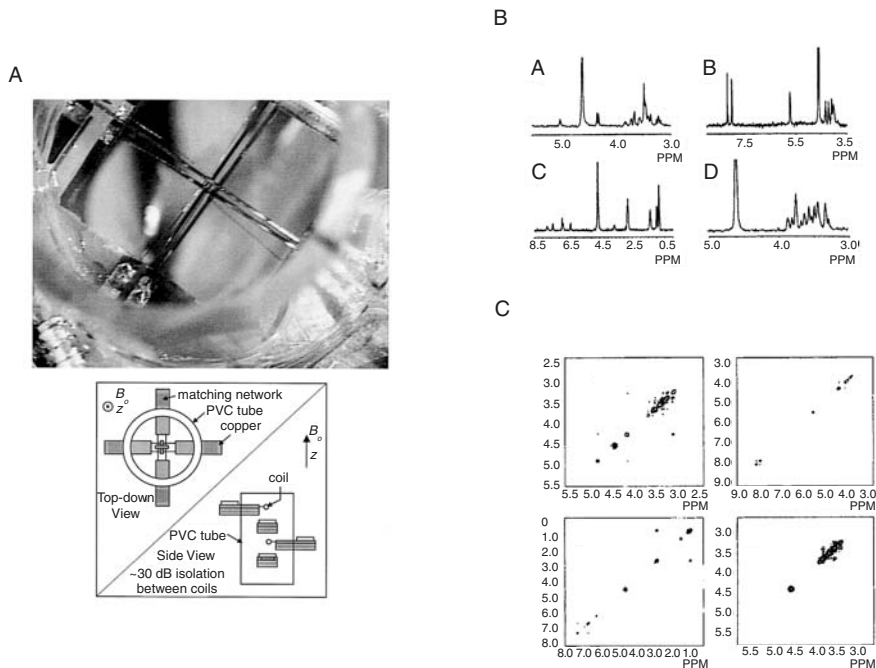 A
B
o
z
matching network
PVC tube
copper
Top-down
View
B
o
z
coil
PVC tube
Side View
~30 dB isolation
between coils
B
A
5.0 4.0 3.0
PPM
B
7.5 5.5 3.5
PPM
C
8.5 6.5 4.5 2.5 0.5
PPM
D
5.0 4.0 3.0
PPM
C
2.5
3.0
3.5
4.0
4.5
5.0
5.5
5.5 5.0 4.5 4.0 3.5 3.0 2.5
PPM
3.0
4.0
5.0
6.0
7.0
8.0
9.0
9.0 8.0 7.0 6.0 5.0 4.0 3.0
PPM
0
1.0
2.0
3.0
4.0
5.0
6.0
7.0
8.0
8.0 7.0 6.0 5.0 4.0 3.0 2.0 1.0
PPM
3.0
3.5
4.0
4.5
5.0
5.5
5.5 5.0 4.5 4.0 3.5 3.0
PPM